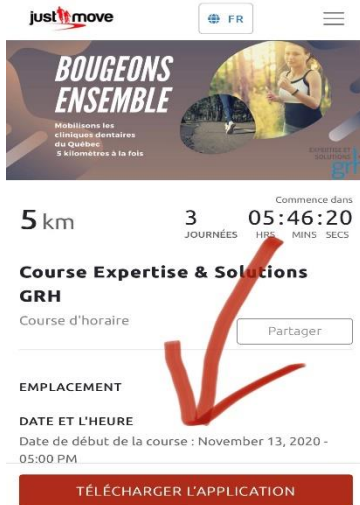 just move
FR
BOUGEONS
ENSEMBLE
Mobilisons les
cliniques dentaires
du Québec
5 kilomètres à la fois
EXPERTISE ET
SOLUTIONS
grh
Commence dans
5 km
3 05:46:20
JOURNÉES HRS MINS SECS
Course Expertise & Solutions
GRH
Course d'horaire
Partager
EMPLACEMENT
DATE ET L'HEURE
Date de début de la course : November 13, 2020 -
05:00 PM
TÉLÉCHARGER L'APPLICATION